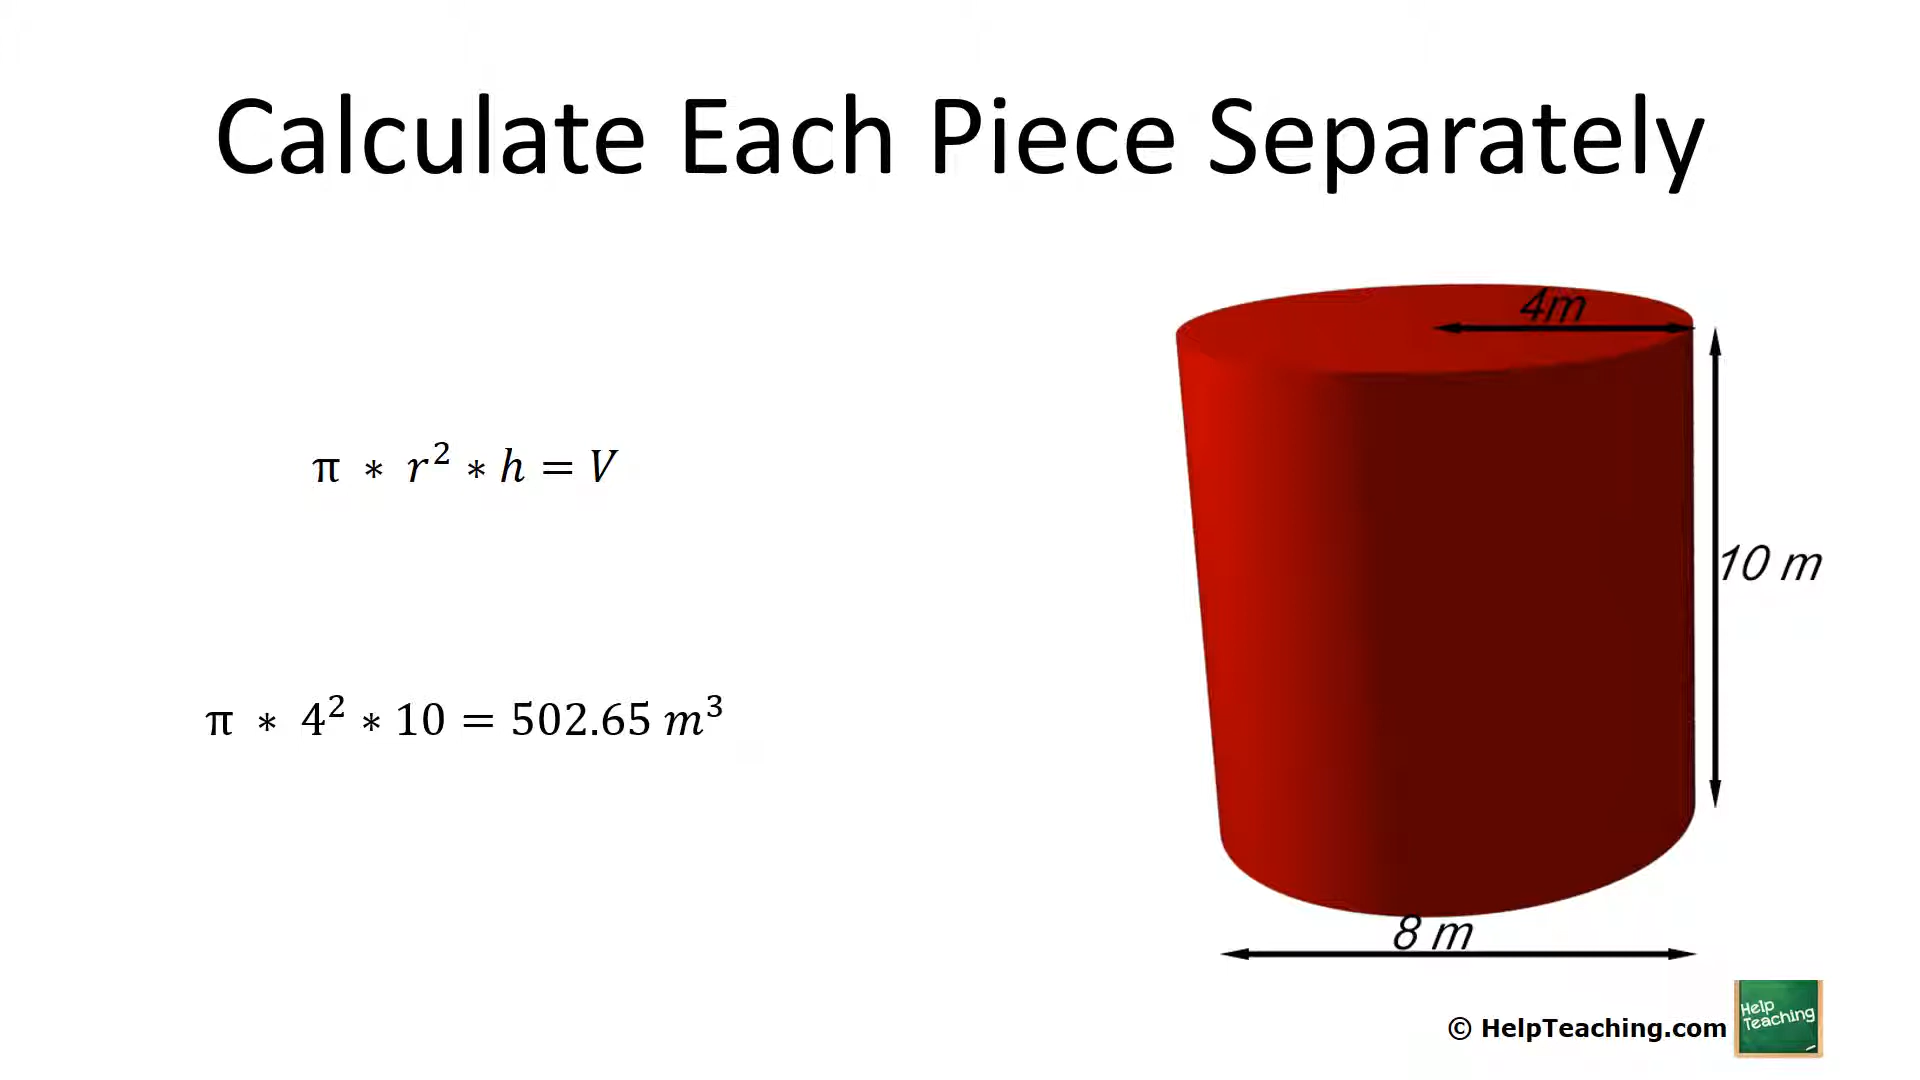 Calculate Each Piece Separately
4m
π * r² * h = V
10 m
π * 4² * 10 = 502.65 m³
8 m
© HelpTeaching.com
Help
Teaching